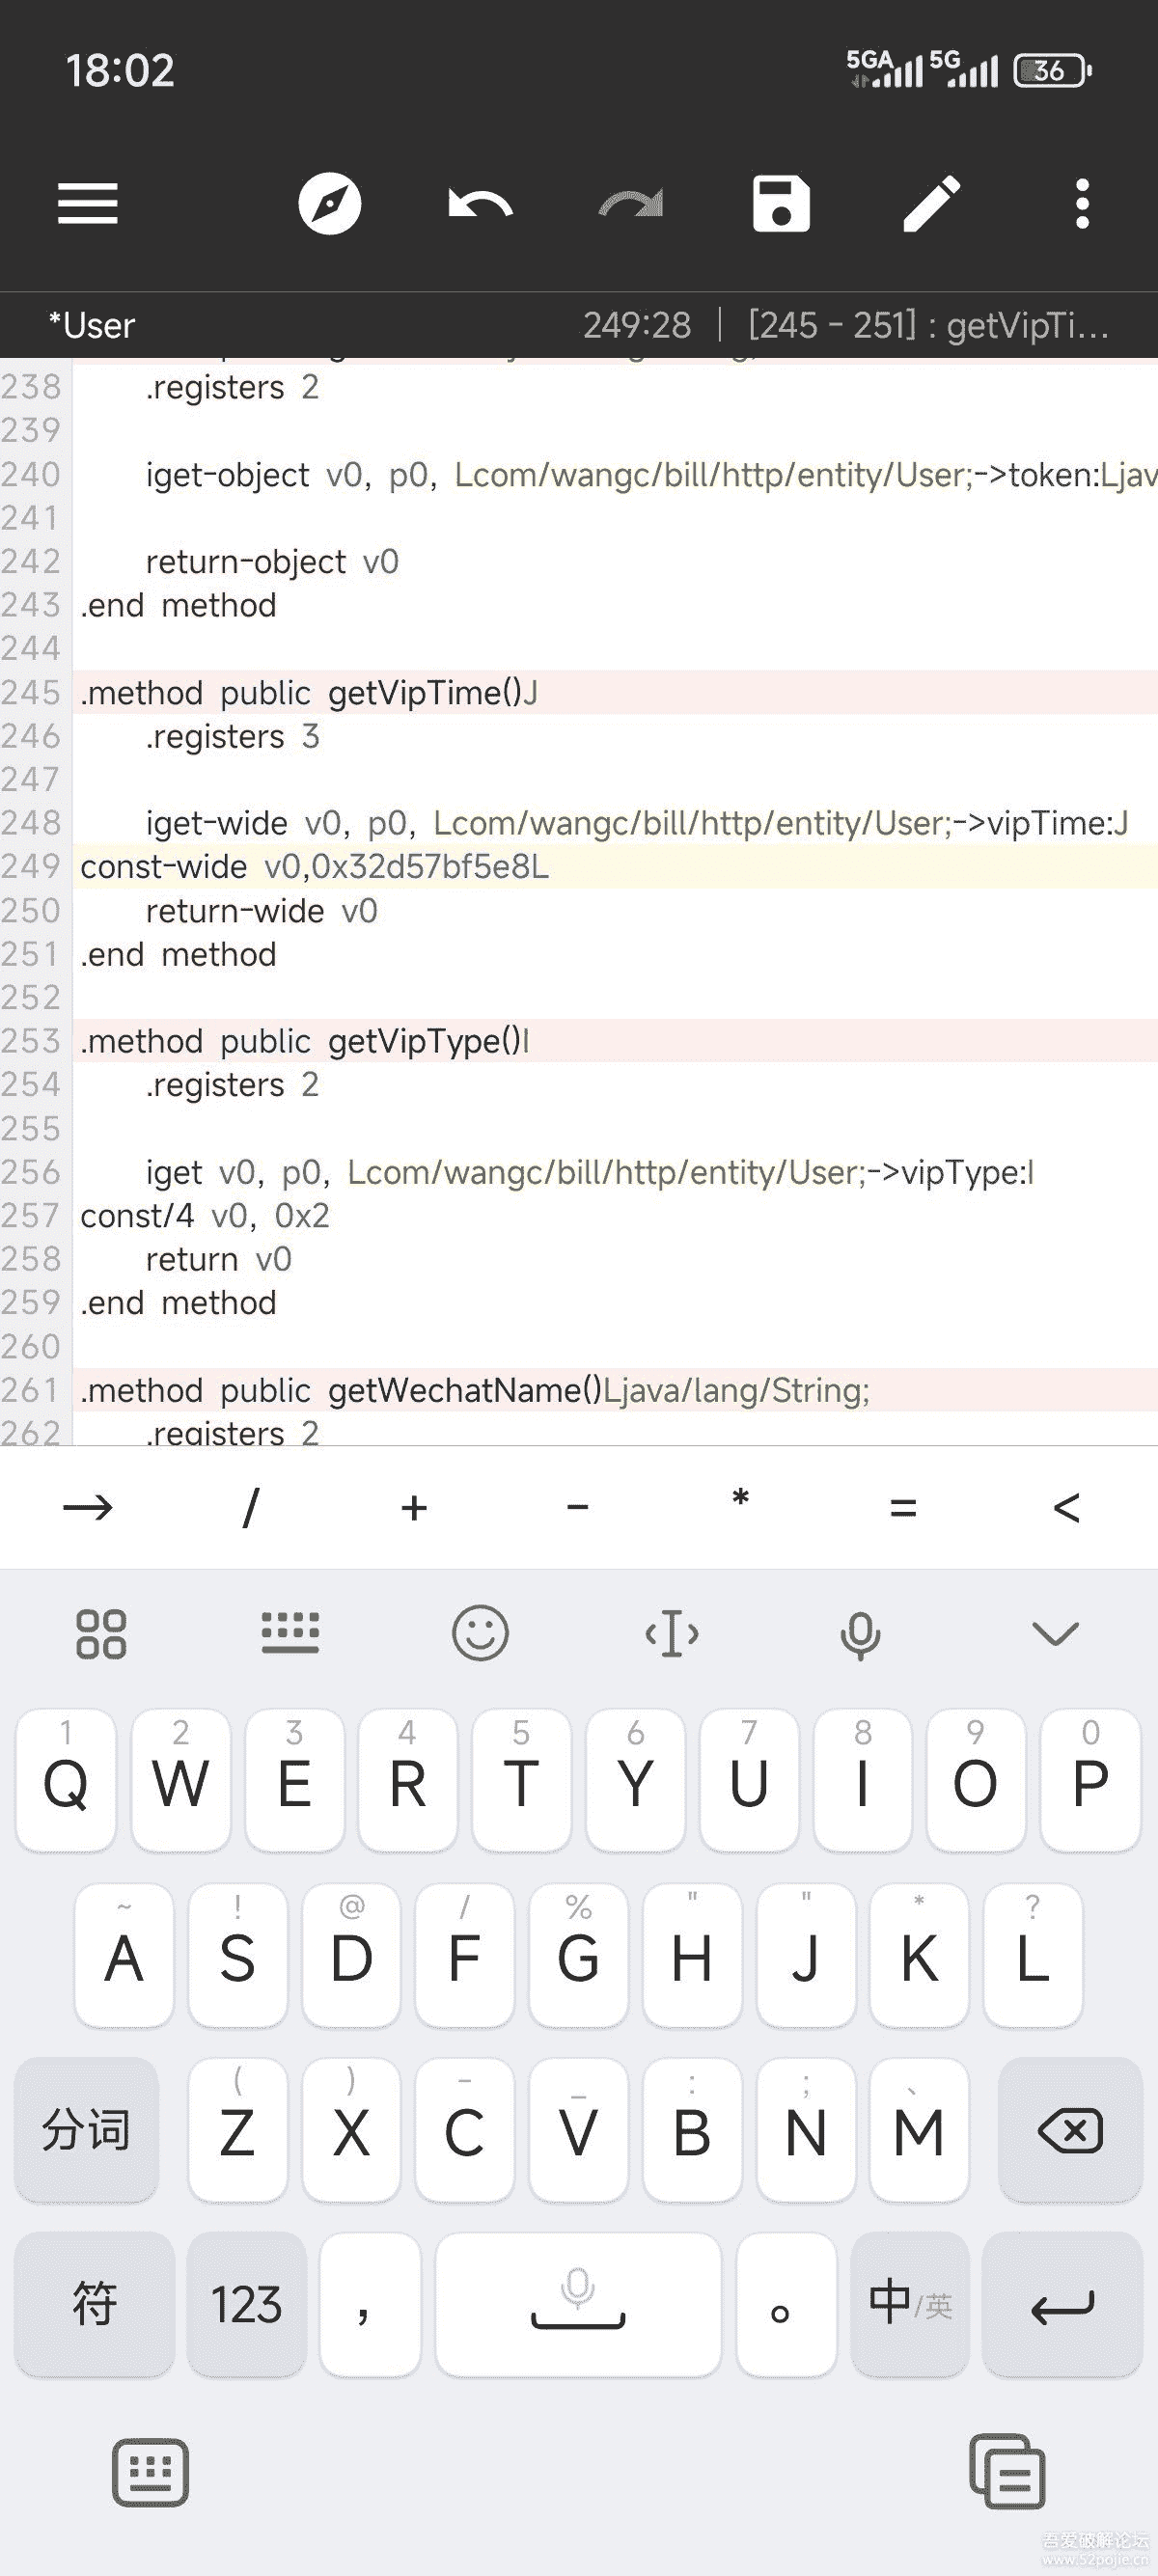 18:02
5GA 5G 36
*User 249:28 | [245 - 251] : getVipTi...
238 .registers 2
239
240 iget-object v0, p0, Lcom/wangc/bill/http/entity/User;->token:Ljav
241
242 return-object v0
243 .end method
244
245 .method public getVipTime()J
246 .registers 3
247
248 iget-wide v0, p0, Lcom/wangc/bill/http/entity/User;->vipTime:J
249 const-wide v0,0x32d57bf5e8L
250 return-wide v0
251 .end method
252
253 .method public getVipType()I
254 .registers 2
255
256 iget v0, p0, Lcom/wangc/bill/http/entity/User;->vipType:I
257 const/4 v0, 0x2
258 return v0
259 .end method
260
261 .method public getWechatName()Ljava/lang/String;
262 .registers 2
→ / + - * = <
1 2 3 4 5 6 7 8 9 0
Q W E R T Y U I O P
~ ! @ / % " " * ?
A S D F G H J K L
( ) - _ : ; 、
分词 Z X C V B N M
符 123 , 。 中/英
吾爱破解论坛
www.52pojie.cn